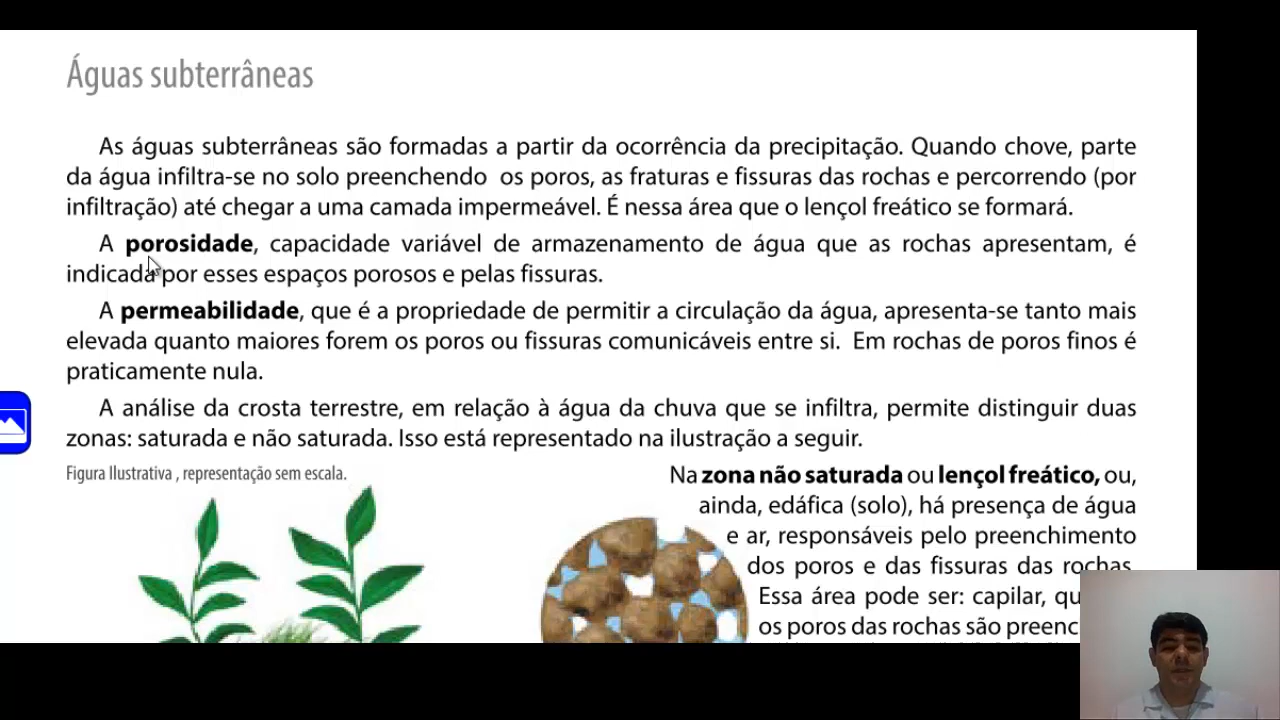 Águas subterrâneas
As águas subterrâneas são formadas a partir da ocorrência da precipitação. Quando chove, parte
da água infiltra-se no solo preenchendo os poros, as fraturas e fissuras das rochas e percorrendo (por
infiltração) até chegar a uma camada impermeável. É nessa área que o lençol freático se formará.
A porosidade, capacidade variável de armazenamento de água que as rochas apresentam, é
indicada por esses espaços porosos e pelas fissuras.
A permeabilidade, que é a propriedade de permitir a circulação da água, apresenta-se tanto mais
elevada quanto maiores forem os poros ou fissuras comunicáveis entre si. Em rochas de poros finos é
praticamente nula.
A análise da crosta terrestre, em relação à água da chuva que se infiltra, permite distinguir duas
zonas: saturada e não saturada. Isso está representado na ilustração a seguir.
Figura Ilustrativa , representação sem escala.
Na zona não saturada ou lençol freático, ou,
ainda, edáfica (solo), há presença de água
e ar, responsáveis pelo preenchimento
dos poros e das fissuras das rochas.
Essa área pode ser: capilar,
os poros das rochas são